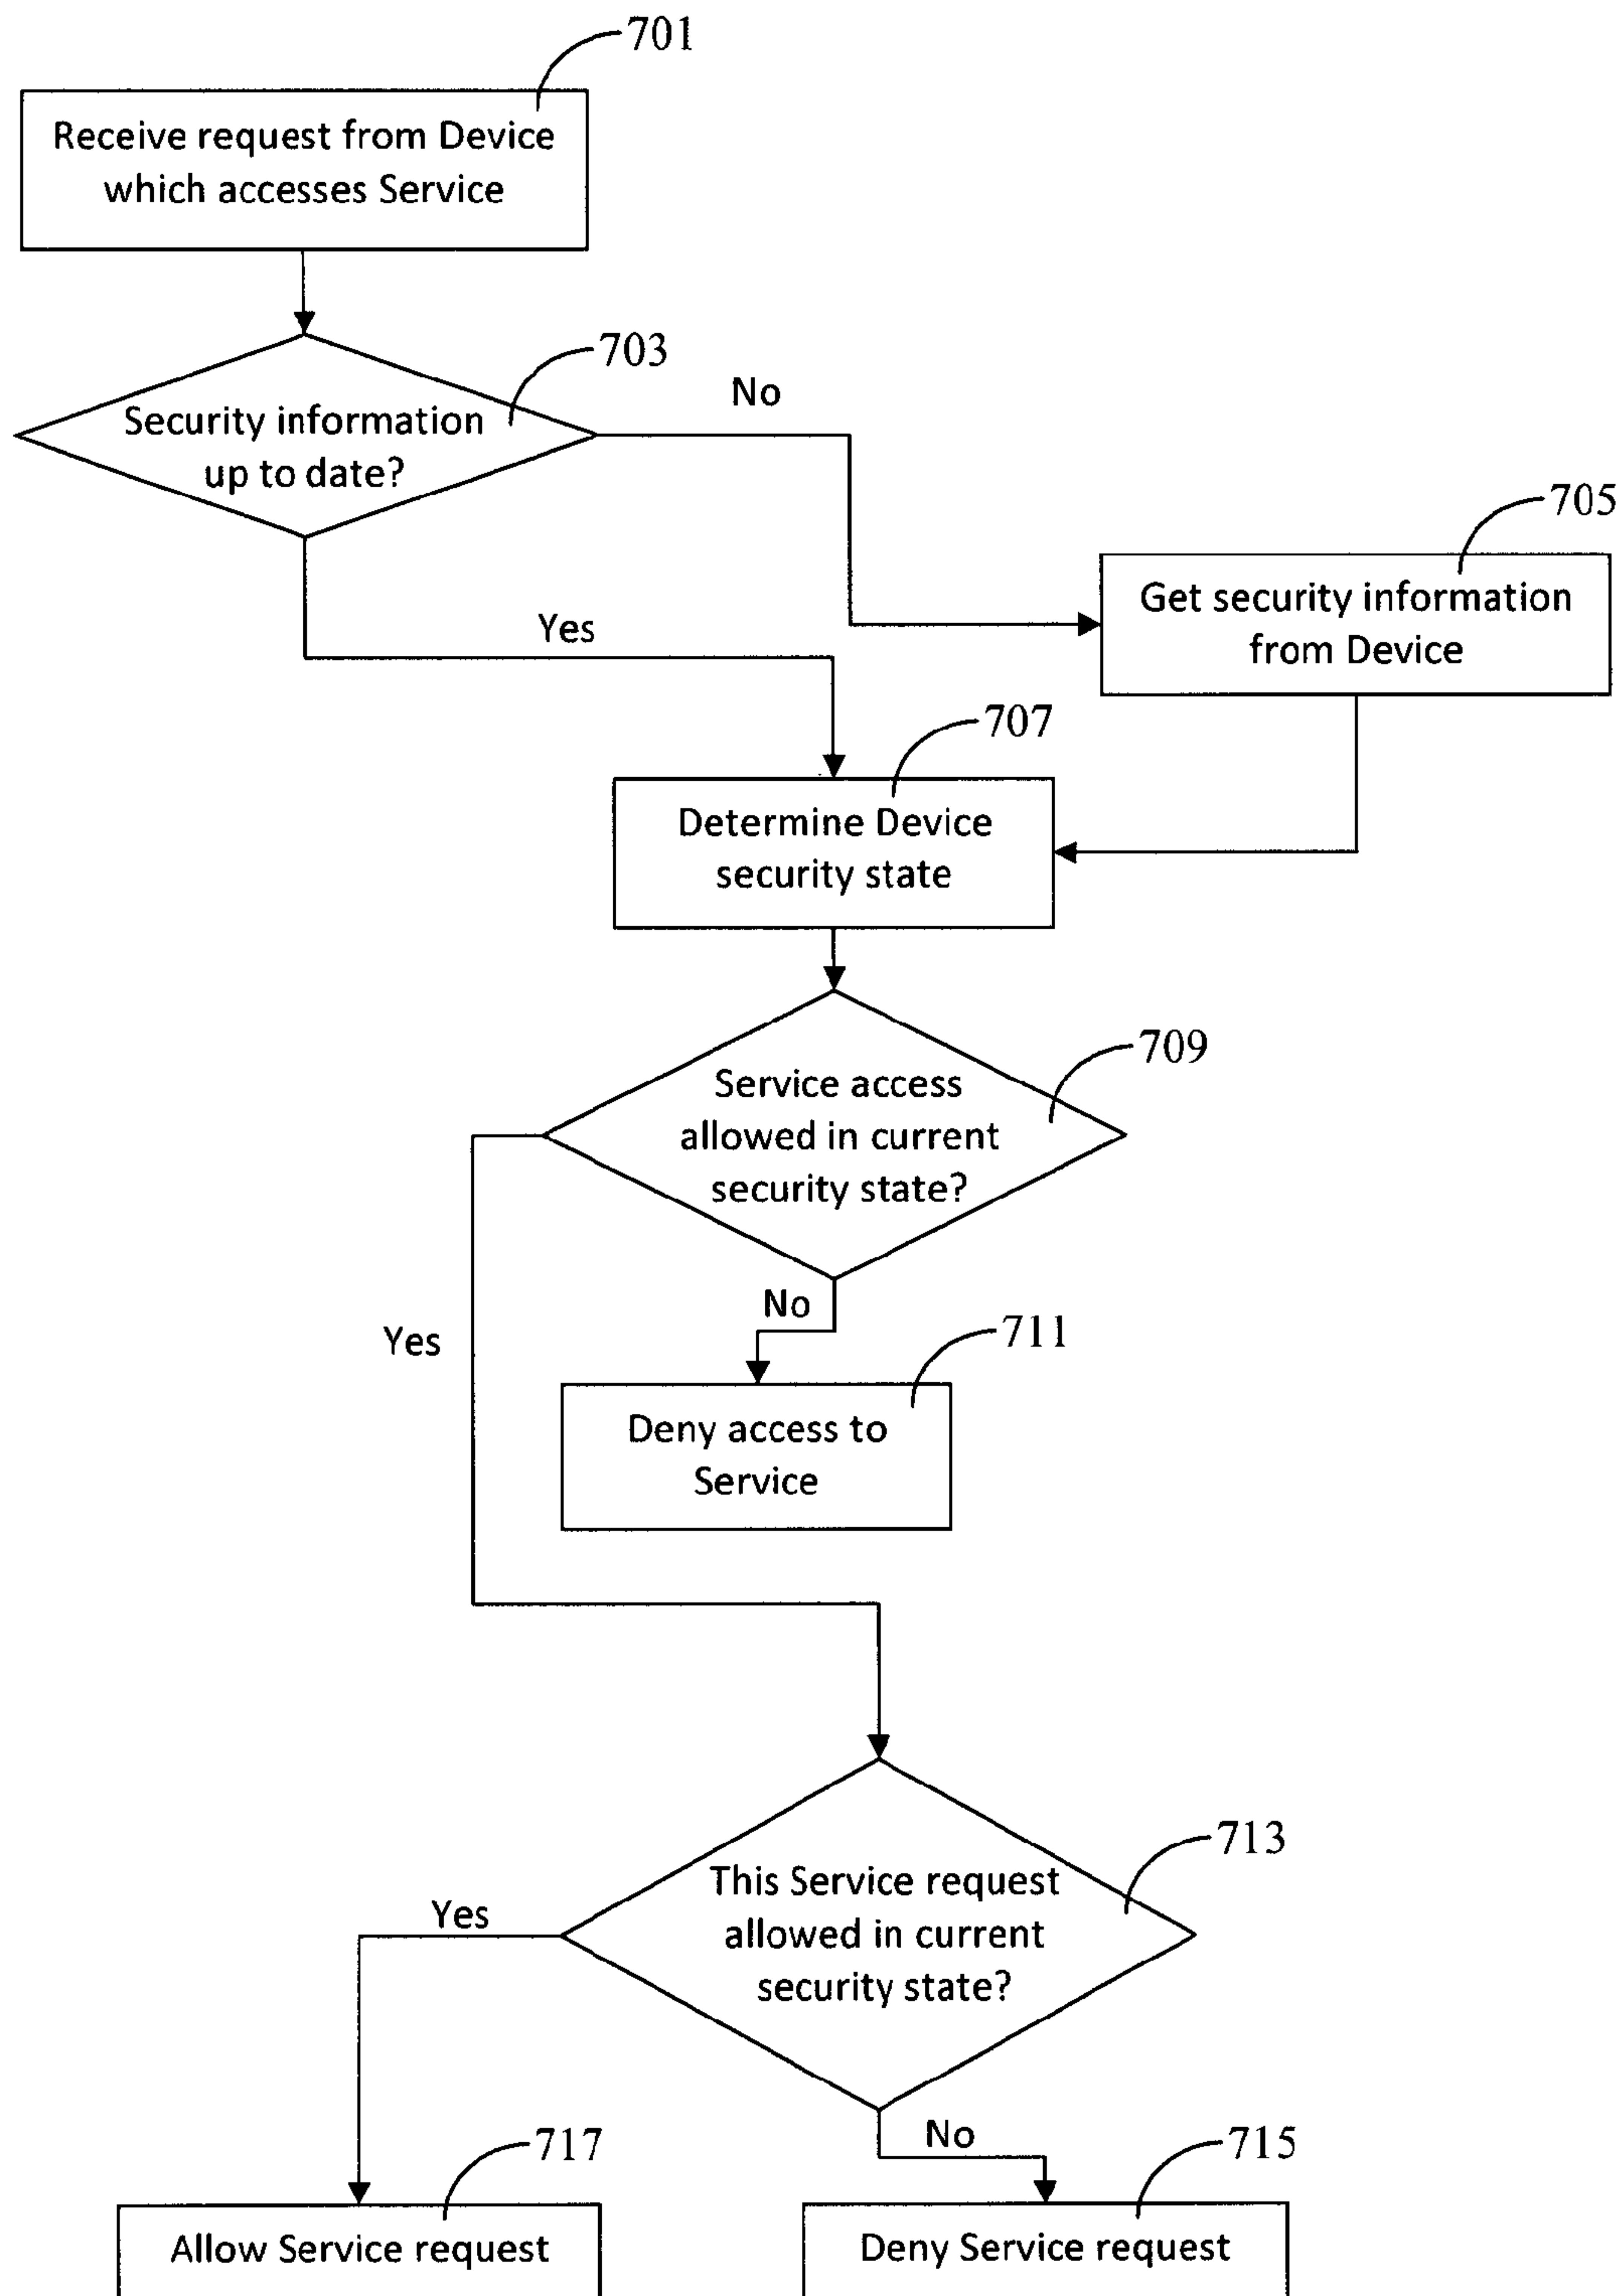 701
Receive request from Device
which accesses Service
703
Security information
up to date?
No
705
Get security information
from Device
Yes
707
Determine Device
security state
709
Service access
allowed in current
security state?
No
Yes
711
Deny access to
Service
713
This Service request
allowed in current
security state?
Yes
No
717
Allow Service request
715
Deny Service request